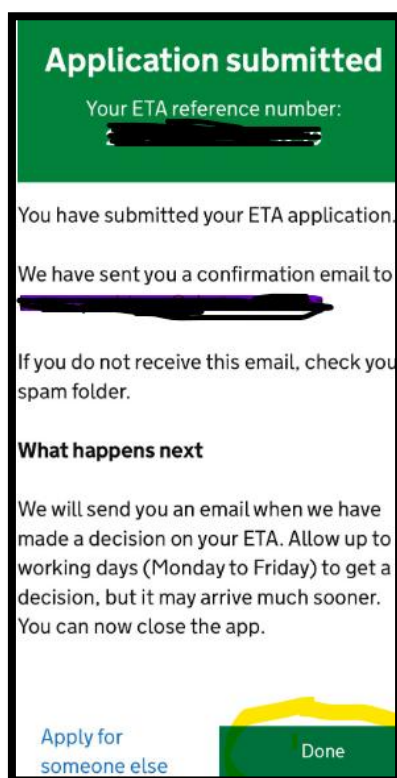 Application submitted
Your ETA reference number:
You have submitted your ETA application.
We have sent you a confirmation email to
If you do not receive this email, check you
spam folder.
What happens next
We will send you an email when we have
made a decision on your ETA. Allow up to
working days (Monday to Friday) to get a
decision, but it may arrive much sooner.
You can now close the app.
Apply for
someone else
Done